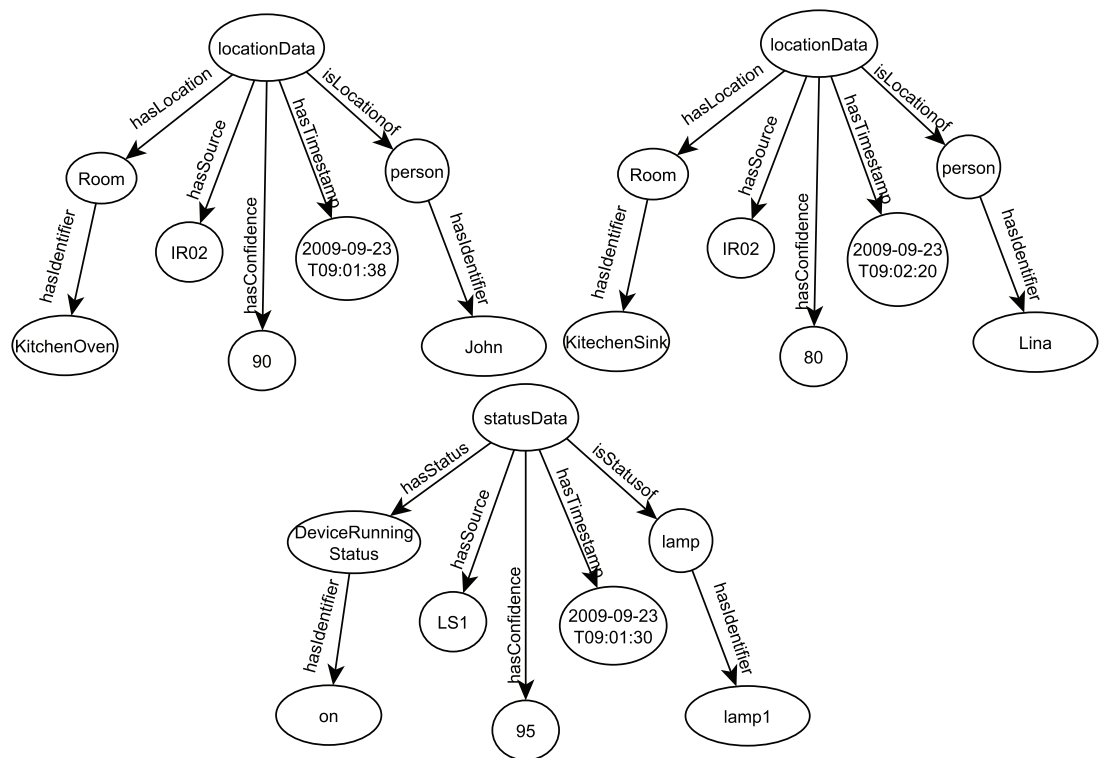 locationData
hasLocation
hasSource
hasConfidence
hasTimestamp
isLocationof
Room
IR02
2009-09-23
T09:01:38
person
hasIdentifier
hasIdentifier
KitchenOven
90
John
locationData
hasLocation
hasSource
hasConfidence
hasTimestamp
isLocationof
Room
IR02
2009-09-23
T09:02:20
person
hasIdentifier
hasIdentifier
KitechenSink
80
Lina
statusData
hasStatus
hasSource
hasConfidence
hasTimestamp
isStatusof
DeviceRunning
Status
LS1
2009-09-23
T09:01:30
lamp
hasIdentifier
hasIdentifier
on
95
lamp1